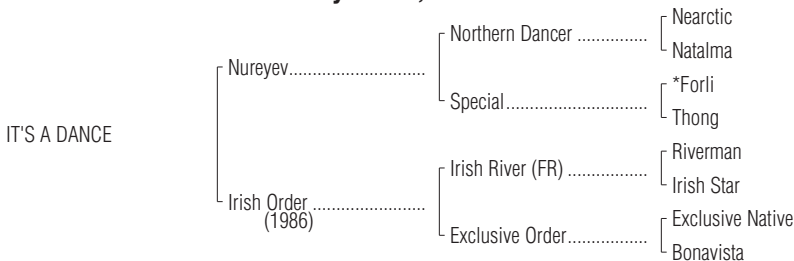 Nearctic
Northern Dancer ...............
Natalma
Nureyev.............................
*Forli
Special..............................
Thong
IT'S A DANCE
Riverman
Irish River (FR) .................
Irish Star
Irish Order ........................
(1986)
Exclusive Native
Exclusive Order.................
Bonavista